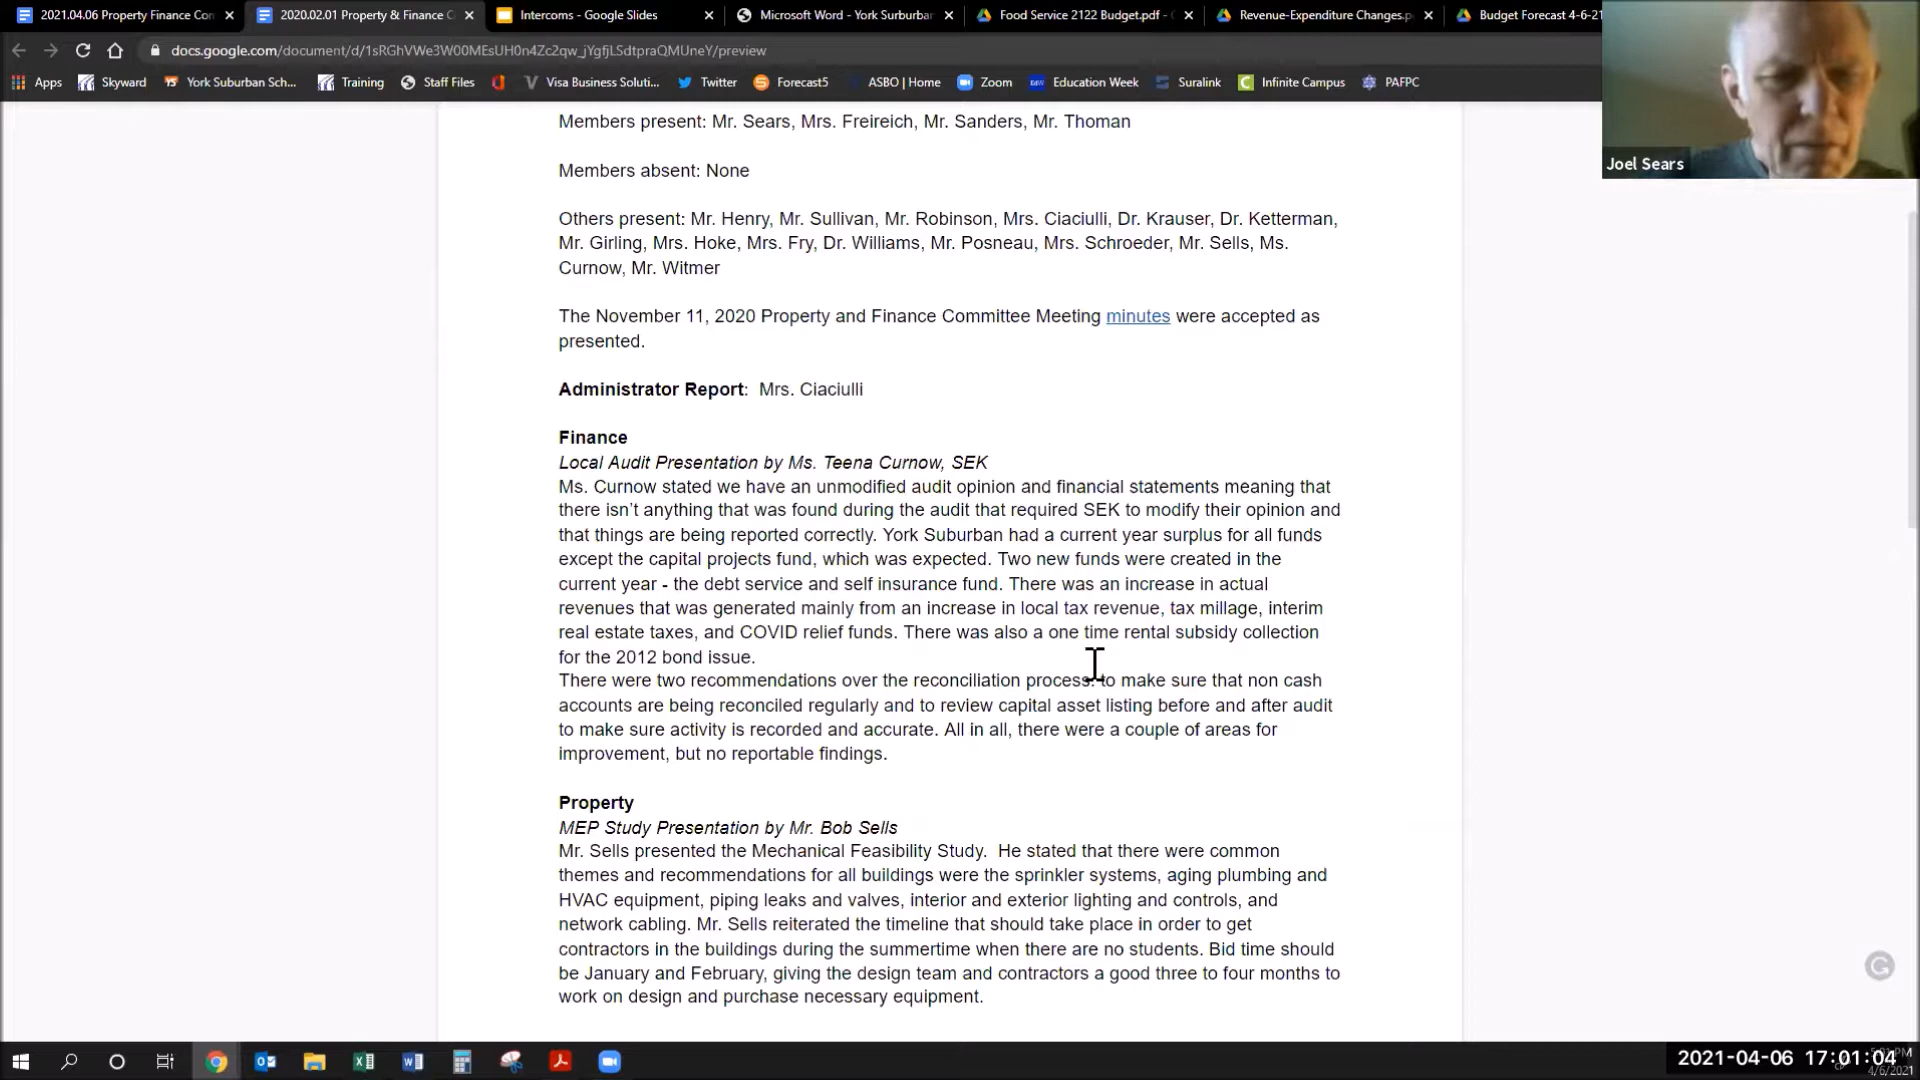 2021.04.06 Property Finance Con
2020.02.01 Property & Finance C
Intercoms - Google Slides
Microsoft Word - York Surburban
Food Service 2122 Budget.pdf -
Revenue-Expenditure Changes.p
Budget Forecast 4-6-21
docs.google.com/document/d/1sRGhVWe3W00MEsUH0n4Zc2qw_jYgfjLSdtpraQMUneY/preview
Apps Skyward York Suburban Sch... Training Staff Files Visa Business Soluti... Twitter Forecast5 ASBO | Home Zoom Education Week Suralink Infinite Campus PAFPC
Joel Sears
Members present: Mr. Sears, Mrs. Freireich, Mr. Sanders, Mr. Thoman
Members absent: None
Others present: Mr. Henry, Mr. Sullivan, Mr. Robinson, Mrs. Ciaciulli, Dr. Krauser, Dr. Ketterman,
Mr. Girling, Mrs. Hoke, Mrs. Fry, Dr. Williams, Mr. Posneau, Mrs. Schroeder, Mr. Sells, Ms.
Curnow, Mr. Witmer
The November 11, 2020 Property and Finance Committee Meeting minutes were accepted as
presented.
Administrator Report: Mrs. Ciaciulli
Finance
Local Audit Presentation by Ms. Teena Curnow, SEK
Ms. Curnow stated we have an unmodified audit opinion and financial statements meaning that
there isn't anything that was found during the audit that required SEK to modify their opinion and
that things are being reported correctly. York Suburban had a current year surplus for all funds
except the capital projects fund, which was expected. Two new funds were created in the
current year - the debt service and self insurance fund. There was an increase in actual
revenues that was generated mainly from an increase in local tax revenue, tax millage, interim
real estate taxes, and COVID relief funds. There was also a one time rental subsidy collection
for the 2012 bond issue.
There were two recommendations over the reconciliation process: to make sure that non cash
accounts are being reconciled regularly and to review capital asset listing before and after audit
to make sure activity is recorded and accurate. All in all, there were a couple of areas for
improvement, but no reportable findings.
Property
MEP Study Presentation by Mr. Bob Sells
Mr. Sells presented the Mechanical Feasibility Study. He stated that there were common
themes and recommendations for all buildings were the sprinkler systems, aging plumbing and
HVAC equipment, piping leaks and valves, interior and exterior lighting and controls, and
network cabling. Mr. Sells reiterated the timeline that should take place in order to get
contractors in the buildings during the summertime when there are no students. Bid time should
be January and February, giving the design team and contractors a good three to four months to
work on design and purchase necessary equipment.
2021-04-06 17:01:04
4/6/2021